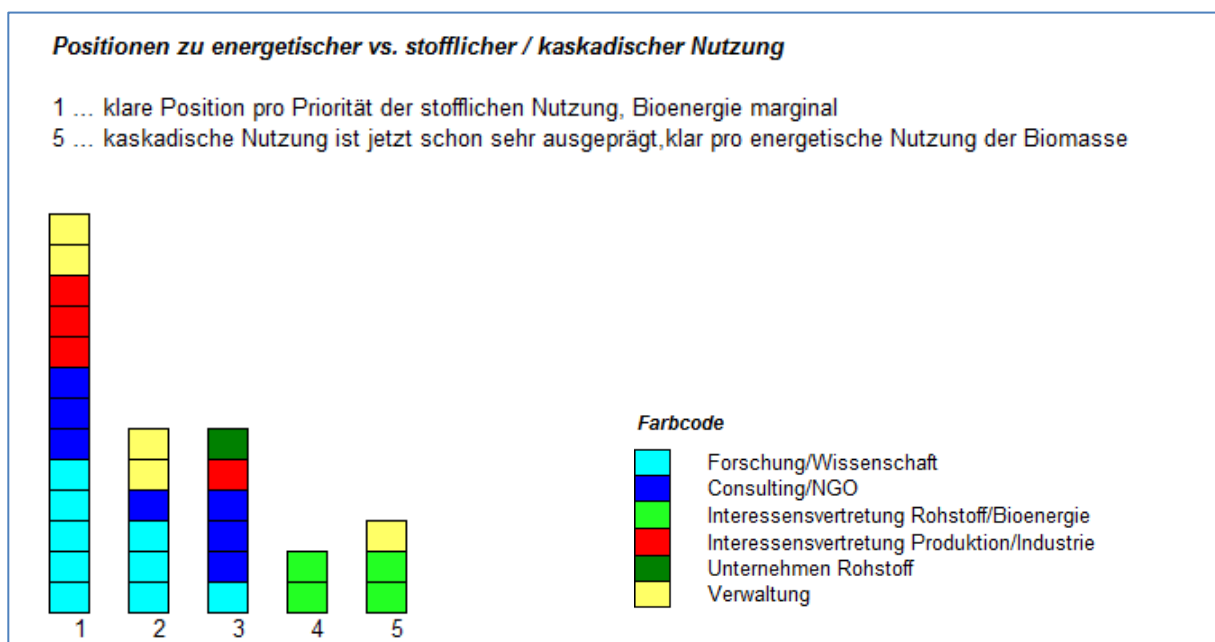 Positionen zu energetischer vs. stofflicher / kaskadischer Nutzung
1 ... klare Position pro Priorität der stofflichen Nutzung, Bioenergie marginal
5 ... kaskadische Nutzung ist jetzt schon sehr ausgeprägt,klar pro energetische Nutzung der Biomasse
1 2 3 4 5
Farbcode
Forschung/Wissenschaft
Consulting/NGO
Interessensvertretung Rohstoff/Bioenergie
Interessensvertretung Produktion/Industrie
Unternehmen Rohstoff
Verwaltung